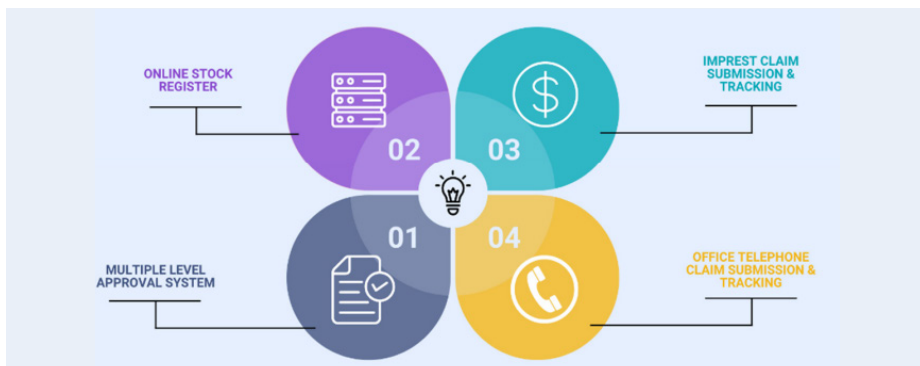 ONLINE STOCK
REGISTER
02
03
IMPREST CLAIM
SUBMISSION &
TRACKING
MULTIPLE LEVEL
APPROVAL SYSTEM
01
04
OFFICE TELEPHONE
CLAIM SUBMISSION &
TRACKING